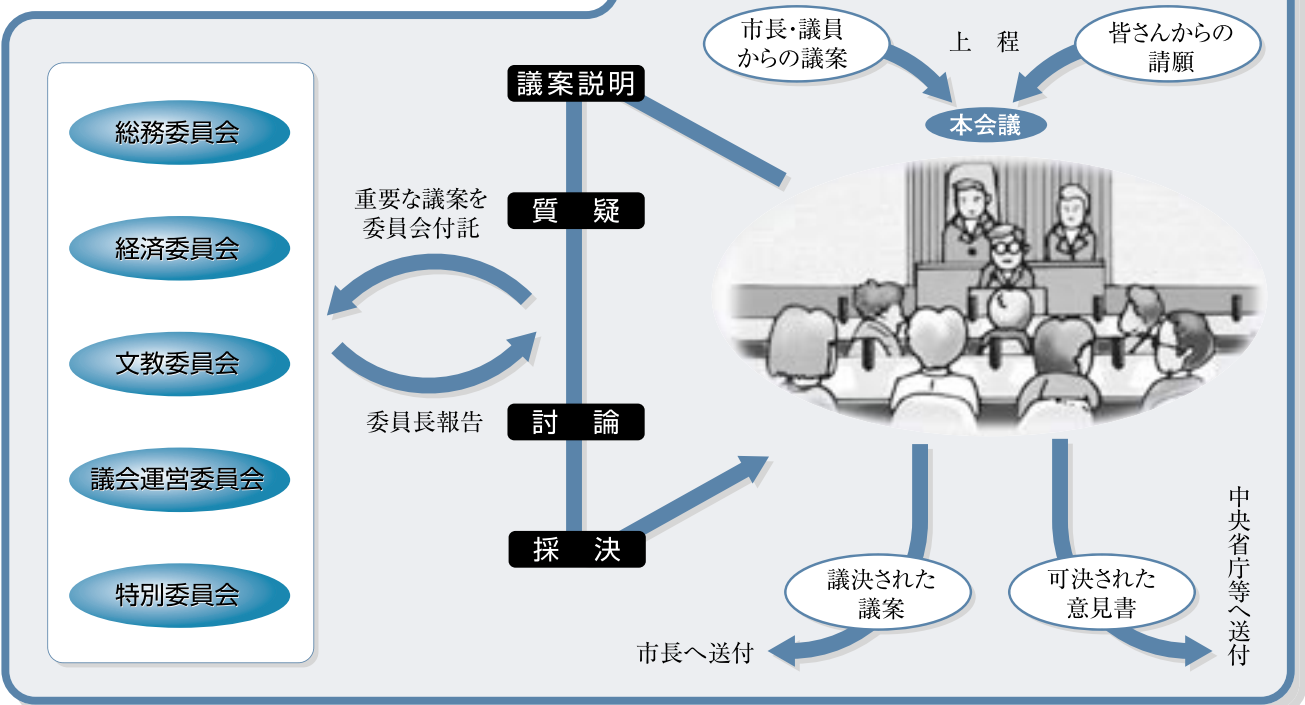 市長・議員
からの議案
上 程
皆さんからの
請願
本会議
議案説明
質 疑
重要な議案を
委員会付託
委員長報告
討 論
採 決
総務委員会
経済委員会
文教委員会
議会運営委員会
特別委員会
議決された
議案
市長へ送付
可決された
意見書
中央省庁等へ送付